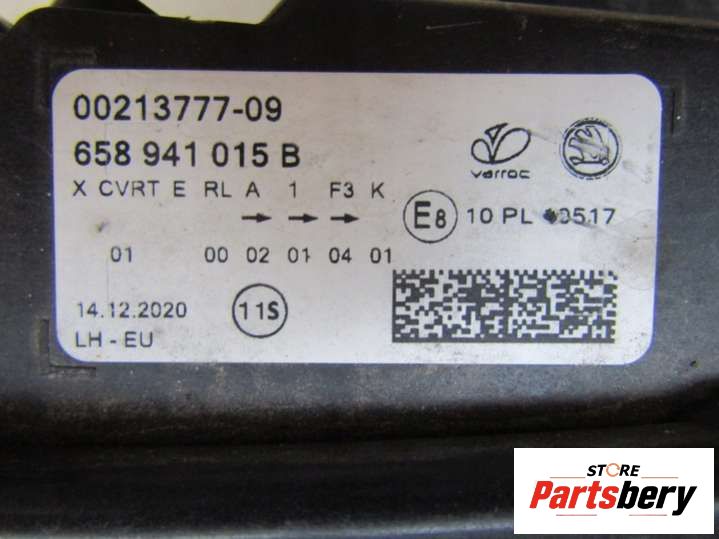 00213777-09
658 941 015 B
varroc
X CVRT E RL A 1 F3 K
E8 10 PL
01 00 02 01 04 01
14.12.2020 11S
LH - EU
STORE
Partsbery